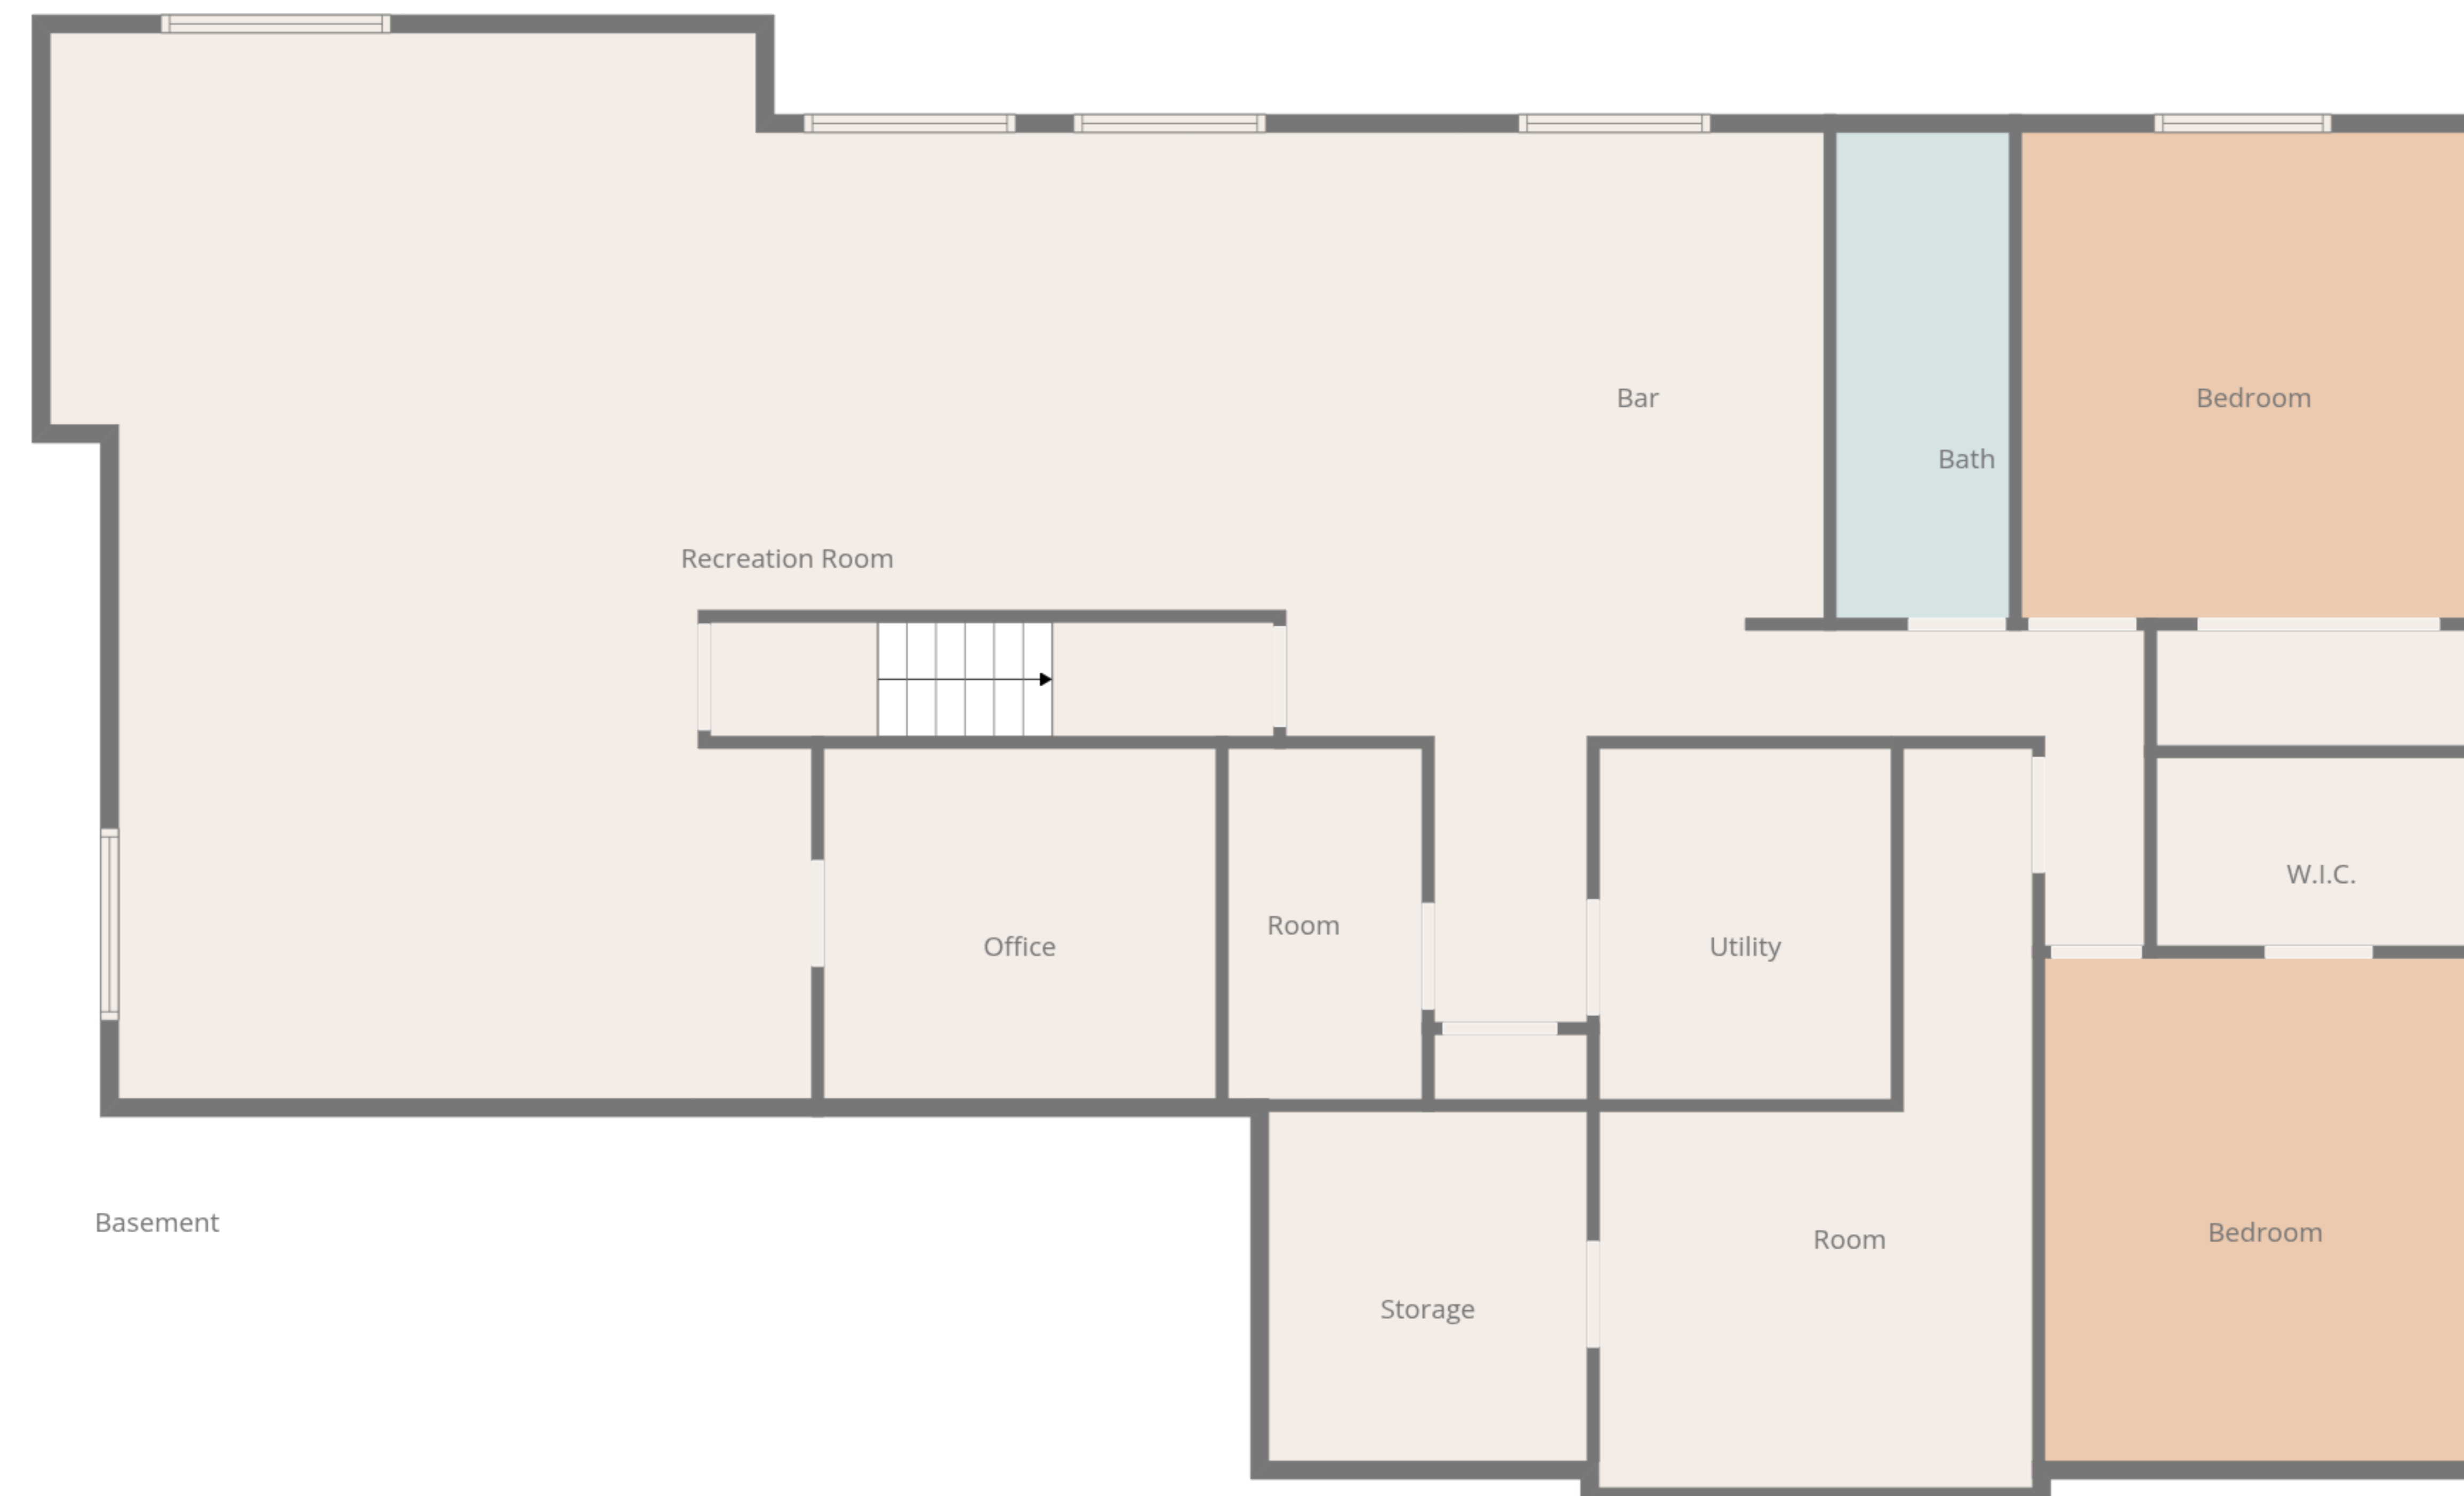 Bar
Bedroom
Bath
Recreation Room
W.I.C.
Room
Office
Utility
Basement
Bedroom
Room
Storage